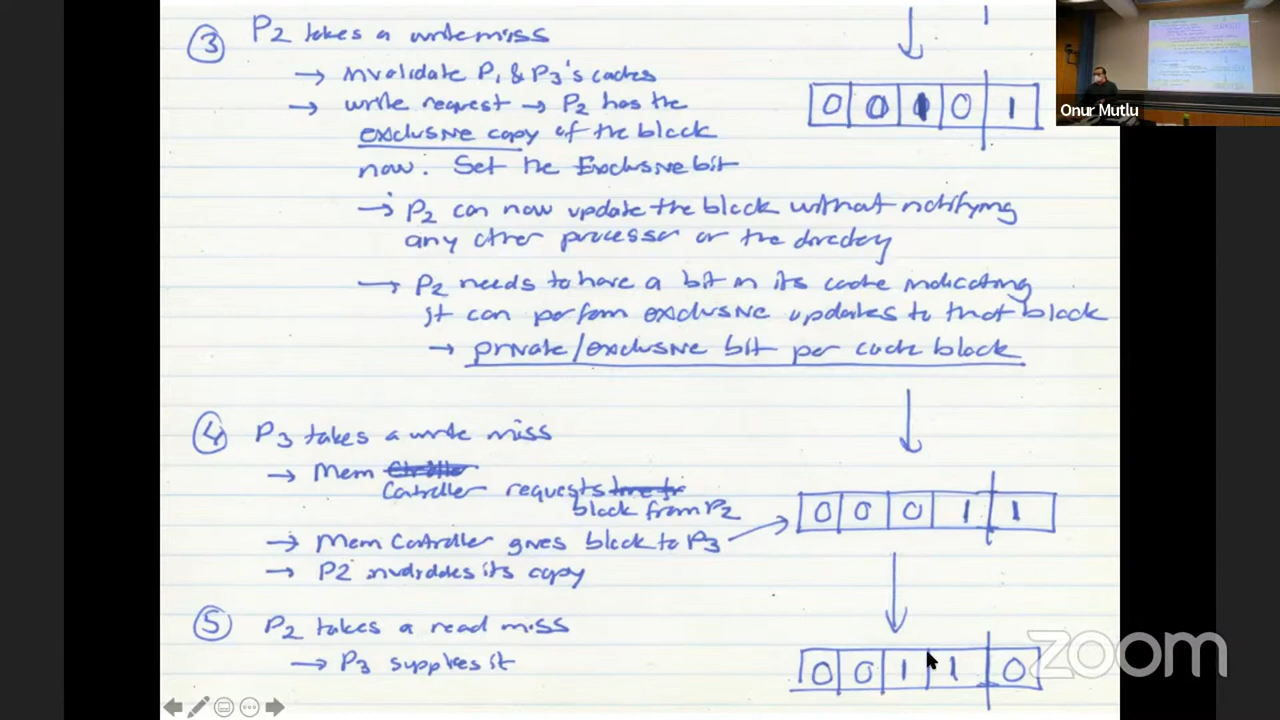 ③ P2 takes a write miss
→ Invalidate P1 & P3's caches
→ write request → P2 has the
exclusive copy of the block
now. Set the Exclusive bit
→ P2 can now update the block without notifying
any other processor or the directory
→ P2 needs to have a bit in its cache indicating
it can perform exclusive updates to that block
→ private/exclusive bit per cache block
0 0 1 0 1
④ P3 takes a write miss
→ Mem Controller requests
block from P2
→ Mem Controller gives block to P3
→ P2 invalidates its copy
0 0 0 1 1
⑤ P2 takes a read miss
→ P3 supplies it
0 0 1 1 0
Onur Mutlu
zoom